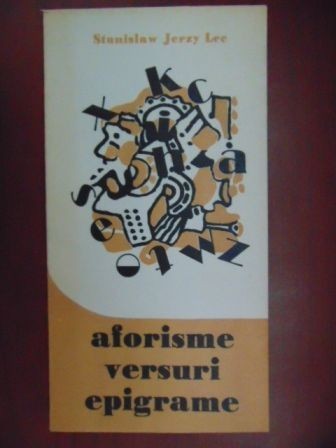 Stanislaw Jerzy Lec
k
c
x
a
s
e
t
w
z
aforisme
versuri
epigrame